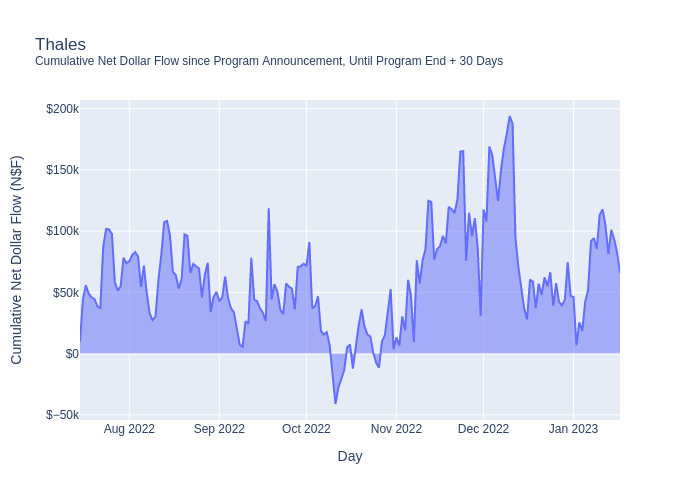 Thales
Cumulative Net Dollar Flow since Program Announcement, Until Program End + 30 Days
Cumulative Net Dollar Flow (N$F)
$200k
$150k
$100k
$50k
$0
$−50k
Aug 2022
Sep 2022
Oct 2022
Nov 2022
Dec 2022
Jan 2023
Day